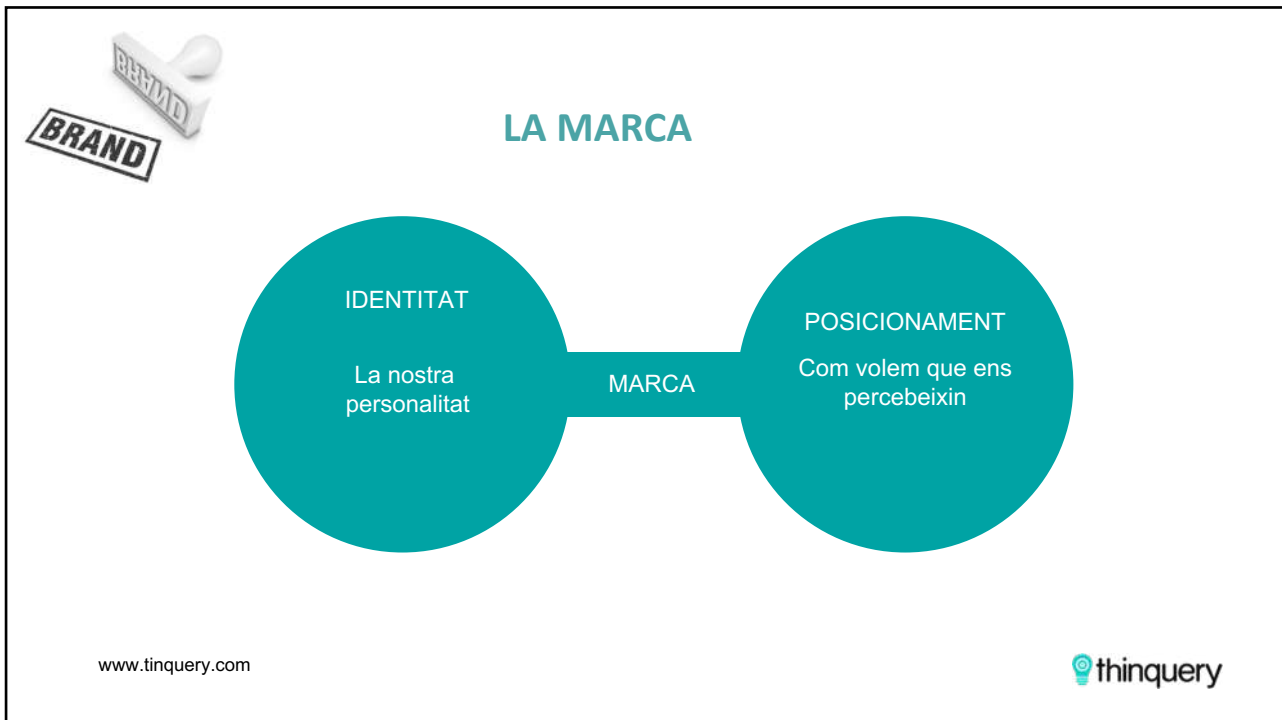 BRAND
BRAND
LA MARCA
IDENTITAT
La nostra
personalitat
MARCA
POSICIONAMENT
Com volem que ens
percebeixin
www.tinquery.com
thinquery